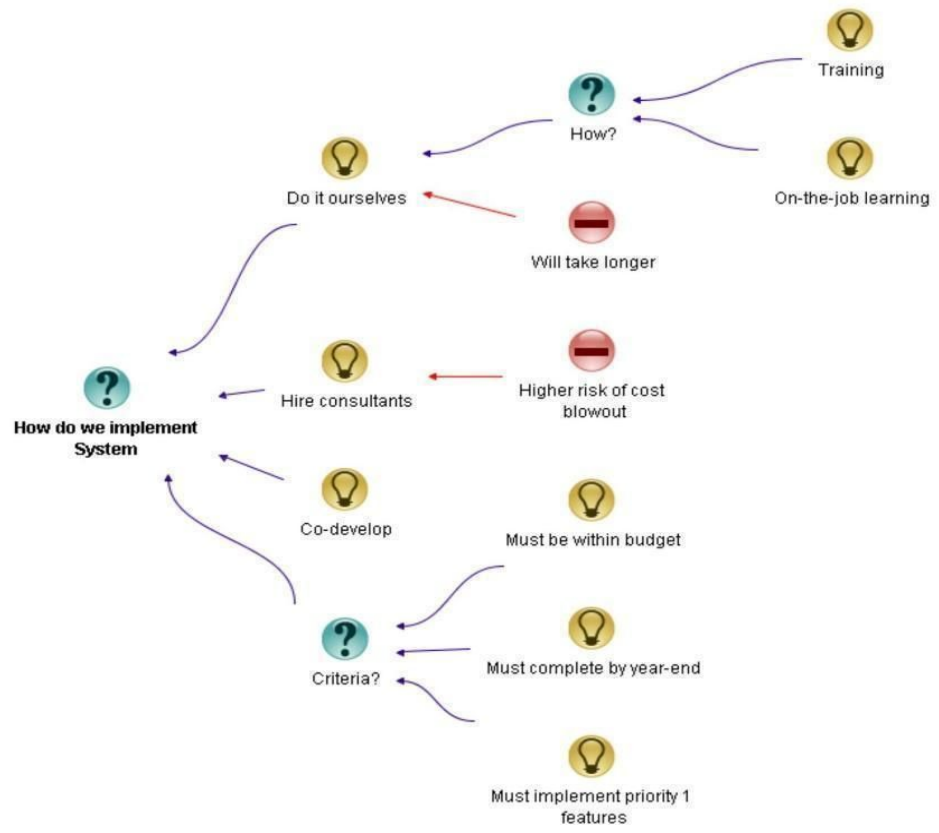 Training
How?
Do it ourselves
On-the-job learning
Will take longer
Hire consultants
Higher risk of cost
blowout
How do we implement
System
Co-develop
Must be within budget
Criteria?
Must complete by year-end
Must implement priority 1
features